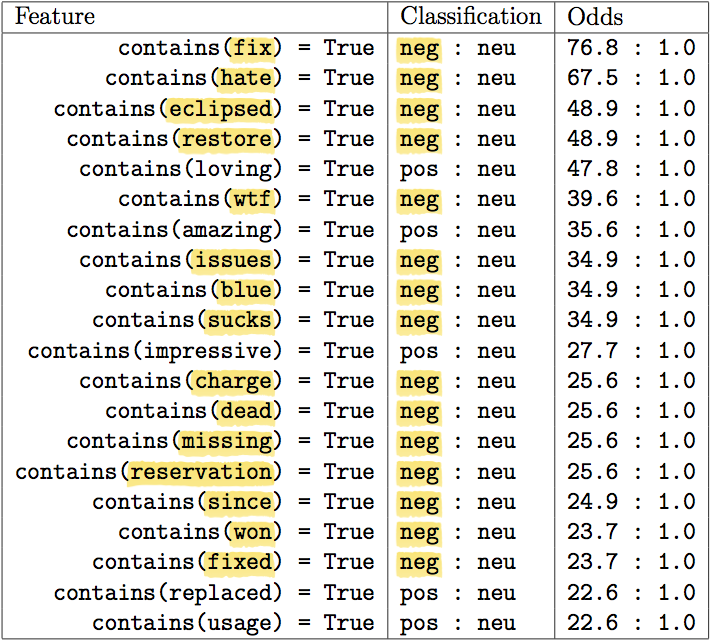 Feature Classification Odds
contains(fix) = True neg : neu 76.8 : 1.0
contains(hate) = True neg : neu 67.5 : 1.0
contains(eclipsed) = True neg : neu 48.9 : 1.0
contains(restore) = True neg : neu 48.9 : 1.0
contains(loving) = True pos : neu 47.8 : 1.0
contains(wtf) = True neg : neu 39.6 : 1.0
contains(amazing) = True pos : neu 35.6 : 1.0
contains(issues) = True neg : neu 34.9 : 1.0
contains(blue) = True neg : neu 34.9 : 1.0
contains(sucks) = True neg : neu 34.9 : 1.0
contains(impressive) = True pos : neu 27.7 : 1.0
contains(charge) = True neg : neu 25.6 : 1.0
contains(dead) = True neg : neu 25.6 : 1.0
contains(missing) = True neg : neu 25.6 : 1.0
contains(reservation) = True neg : neu 25.6 : 1.0
contains(since) = True neg : neu 24.9 : 1.0
contains(won) = True neg : neu 23.7 : 1.0
contains(fixed) = True neg : neu 23.7 : 1.0
contains(replaced) = True pos : neu 22.6 : 1.0
contains(usage) = True pos : neu 22.6 : 1.0